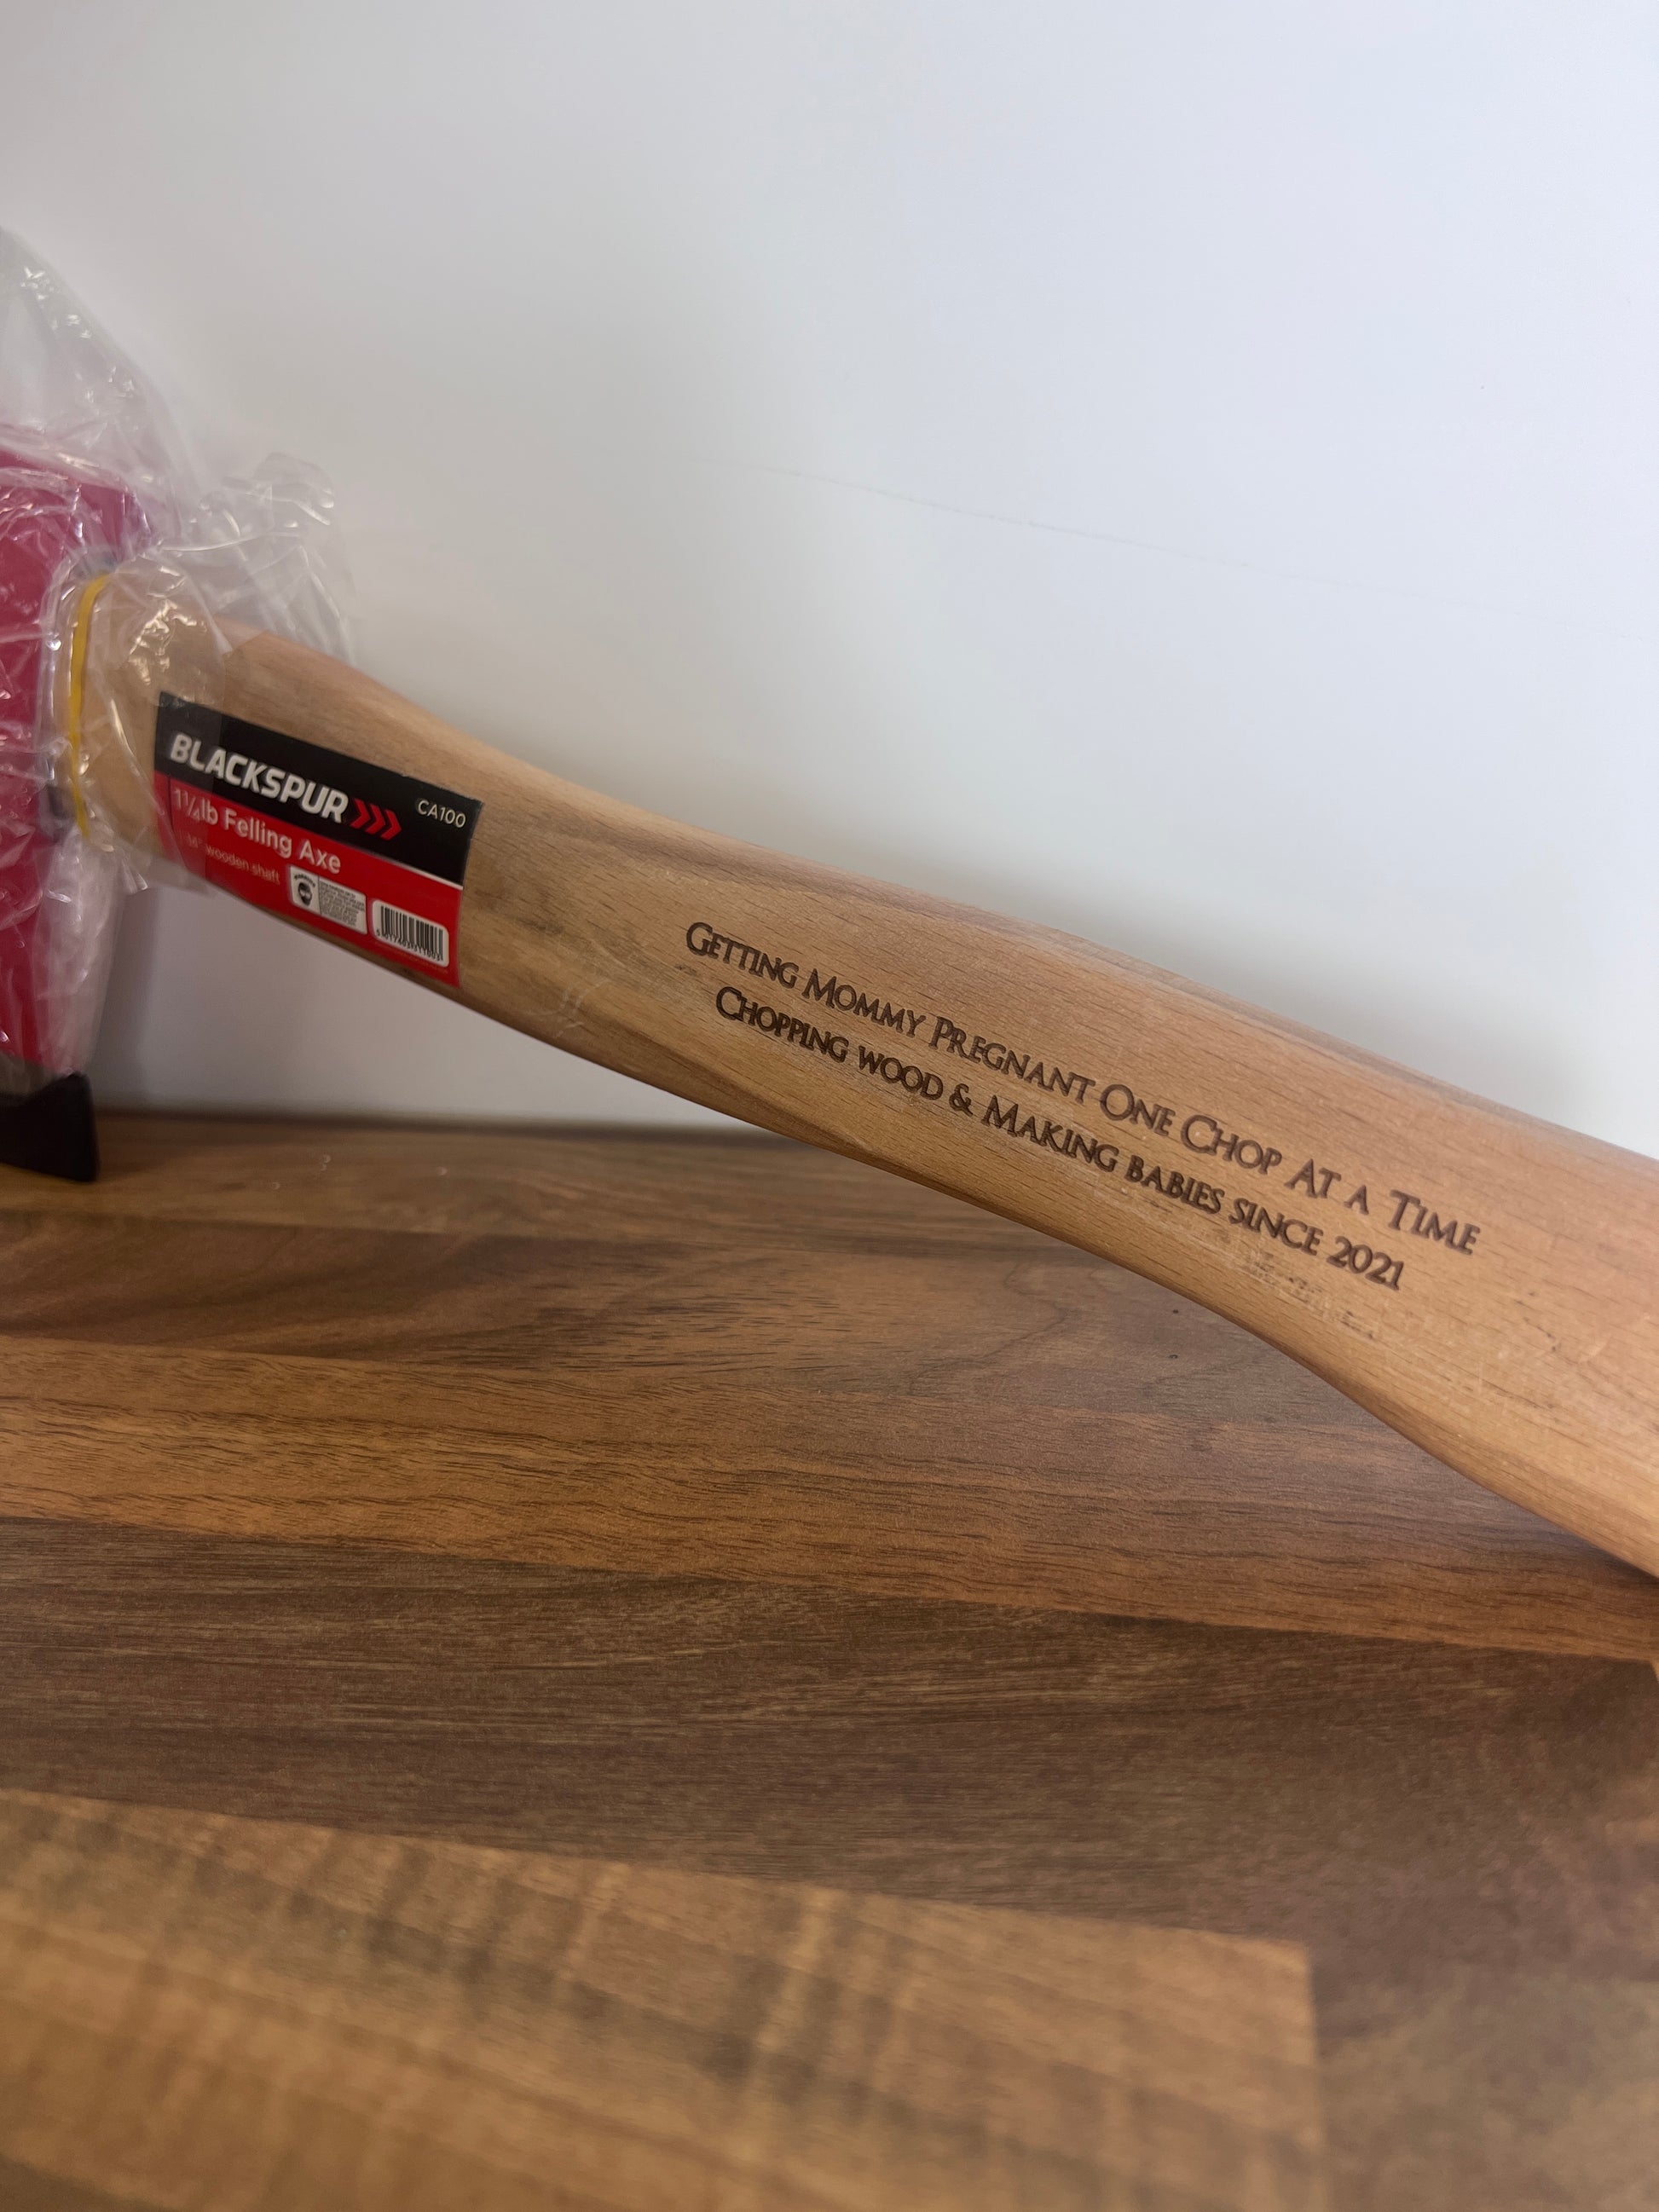 BLACKSPUR
CA100
1¼lb Felling Axe
14" wooden shaft
Getting Mommy Pregnant One Chop At a Time
Chopping wood & Making babies since 2021